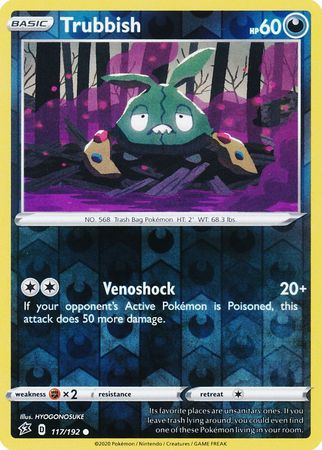 BASIC Trubbish HP60
NO. 568 Trash Bag Pokémon HT: 2' WT: 68.3 lbs.
Venoshock 20+
If your opponent's Active Pokémon is Poisoned, this
attack does 50 more damage.
weakness ×2 resistance retreat
Illus. HYOGONOSUKE
117/192
Its favorite places are unsanitary ones. If you
leave trash lying around, you could even find
one of these Pokémon living in your room.
©2020 Pokémon / Nintendo / Creatures / GAME FREAK